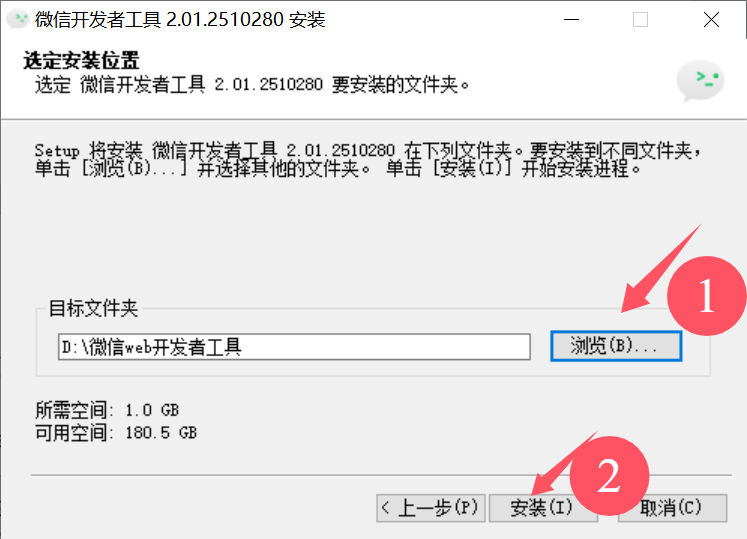 微信开发者工具 2.01.2510280 安装
选定安装位置
选定 微信开发者工具 2.01.2510280 要安装的文件夹。
Setup 将安装 微信开发者工具 2.01.2510280 在下列文件夹。要安装到不同文件夹，
单击 [浏览(B)...] 并选择其他的文件夹。 单击 [安装(I)] 开始安装进程。
1
目标文件夹
D:\微信web开发者工具
浏览(B)...
所需空间: 1.0 GB
可用空间: 180.5 GB
2
< 上一步(P)
安装(I)
取消(C)